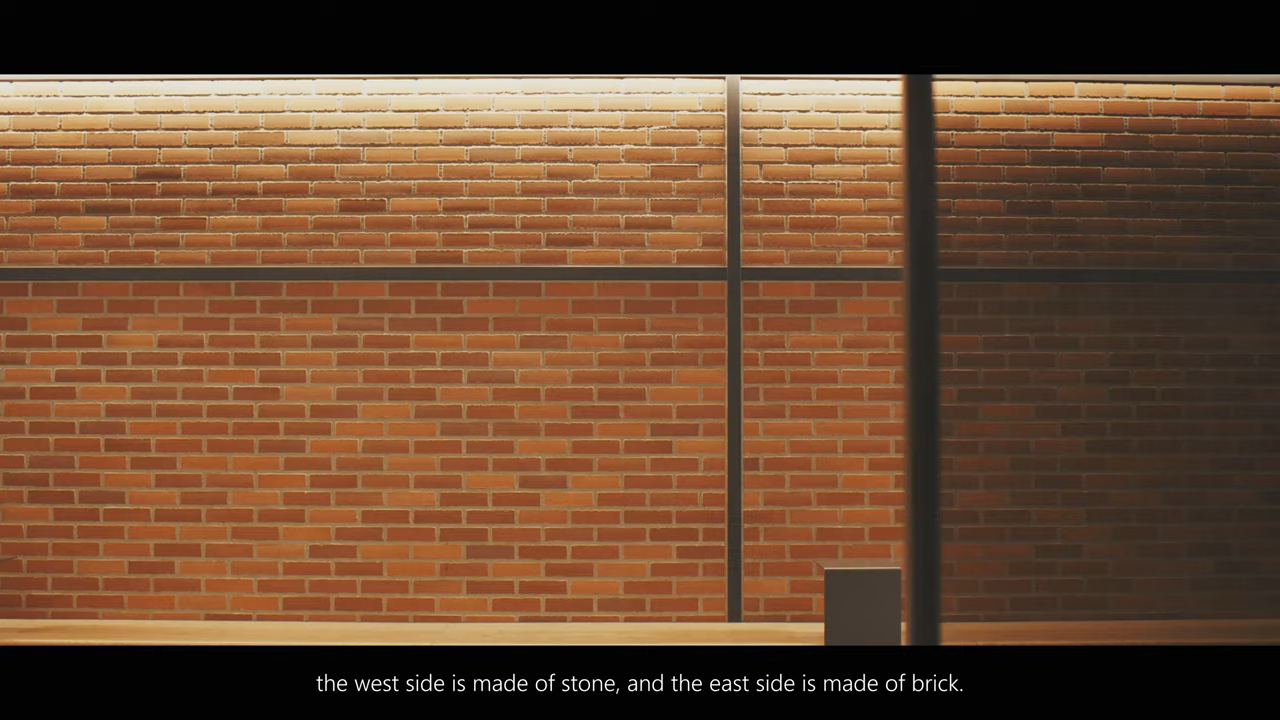 the west side is made of stone, and the east side is made of brick.